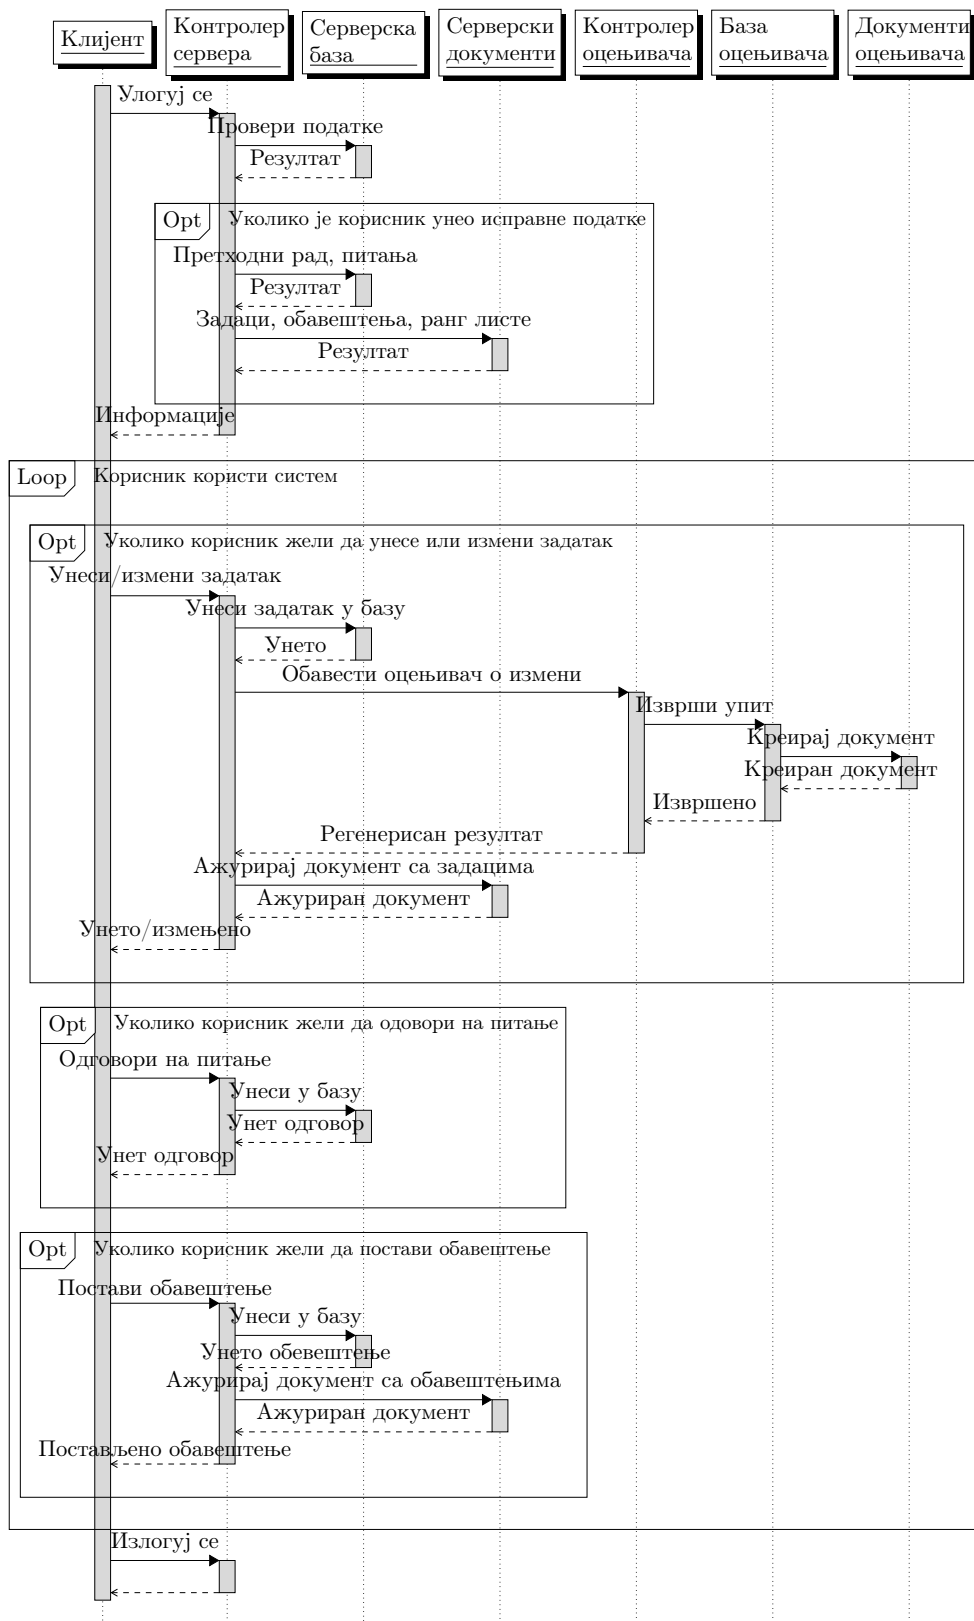 Клијент
Контролер
сервера
Серверска
база
Серверски
документи
Контролер
оцењивача
База
оцењивача
Документи
оцењивача
Улогуј се
Провери податке
Резултат
Opt
Уколико је корисник унео исправне податке
Претходни рад, питања
Резултат
Задаци, обавештења, ранг листе
Резултат
Информације
Loop
Корисник користи систем
Opt
Уколико корисник жели да унесе или измени задатак
Унеси/измени задатак
Унеси задатак у базу
Унето
Обавести оцењивач о измени
Изврши упит
Креирај документ
Креиран документ
Извршено
Регенерисан резултат
Ажурирај документ са задацима
Ажуриран документ
Унето/измењено
Opt
Уколико корисник жели да одовори на питање
Одговори на питање
Унеси у базу
Унет одговор
Унет одговор
Opt
Уколико корисник жели да постави обавештење
Постави обавештење
Унеси у базу
Унето обевештење
Ажурирај документ са обавештењима
Ажуриран документ
Постављено обавештење
Излогуј се